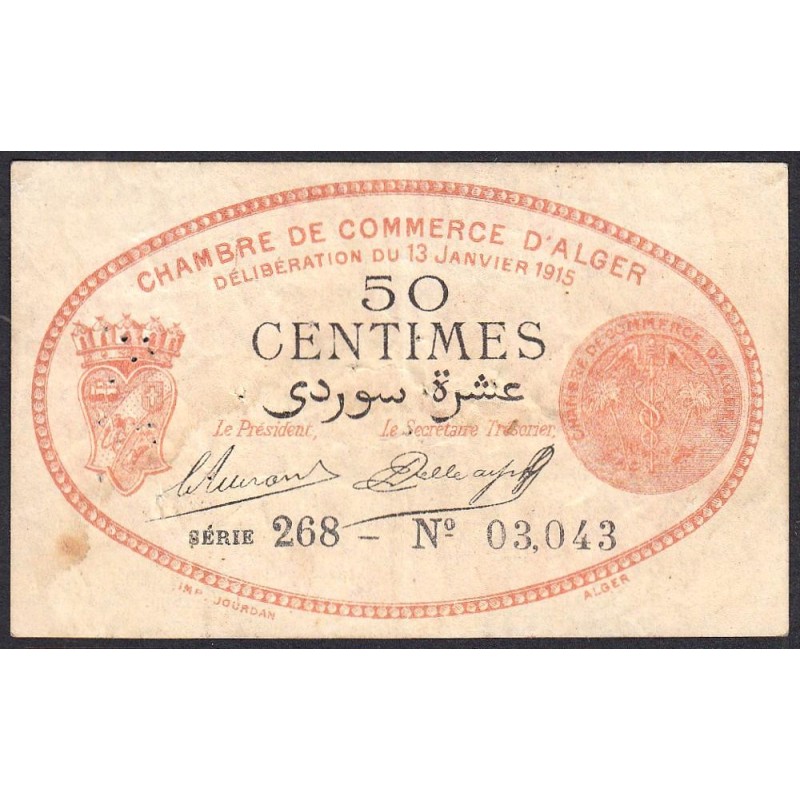 CHAMBRE DE COMMERCE D'ALGER
DÉLIBÉRATION DU 13 JANVIER 1915
50
CENTIMES
عشرة سوردي
Le Président,
Le Secrétaire Trésorier,
CHAMBRE DE COMMERCE D'ALGER
SÉRIE 268 – Nº 03,043
IMP. JOURDAN
ALGER